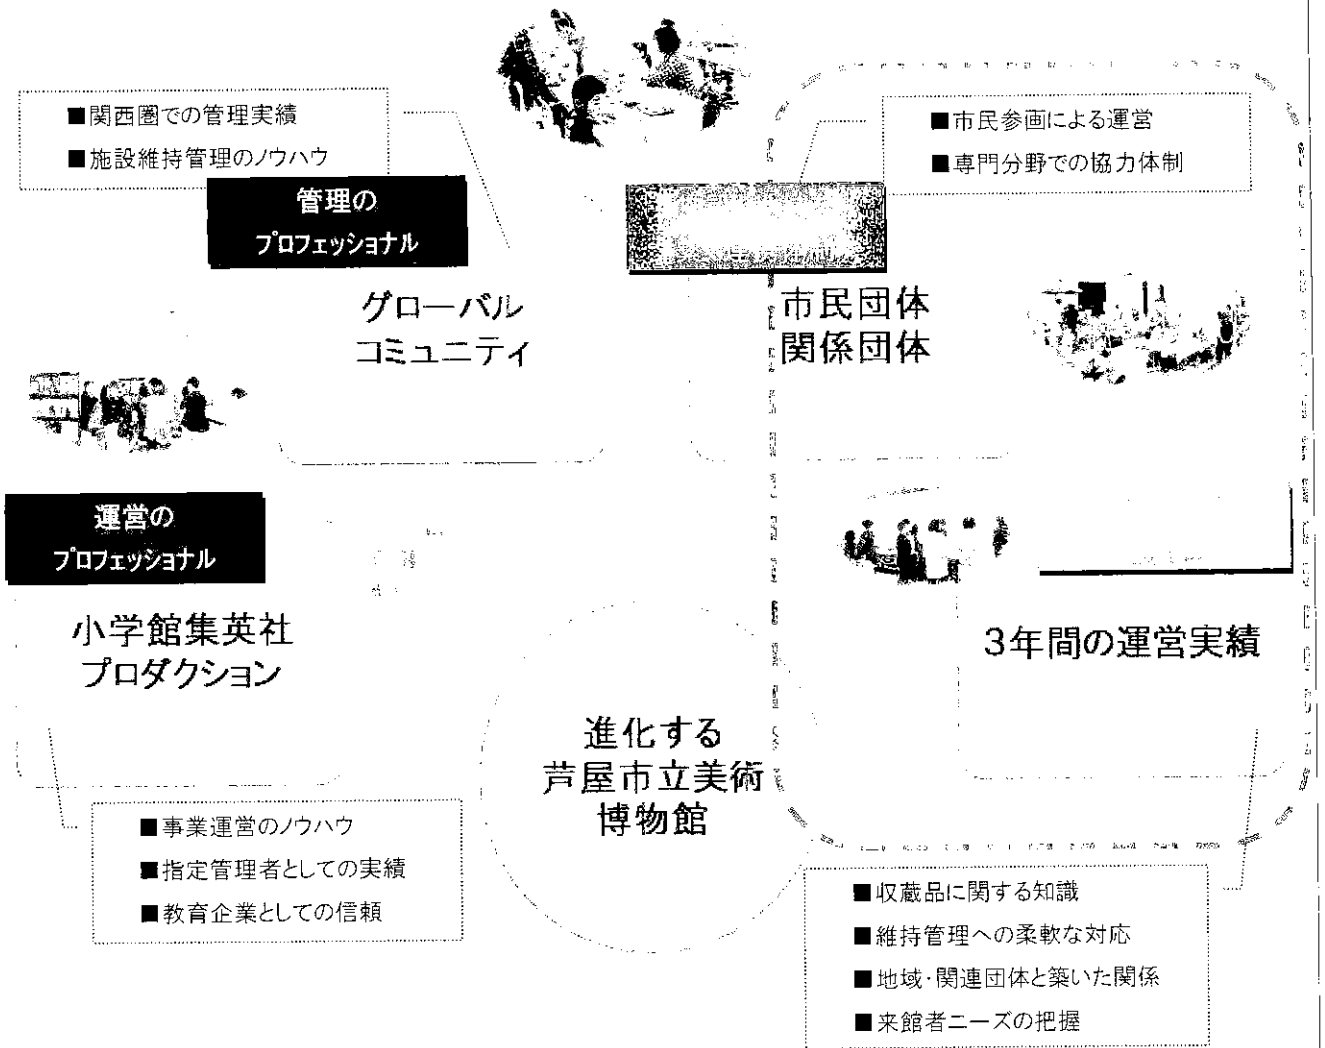 ■関西圏での管理実績
■施設維持管理のノウハウ
管理の
プロフェッショナル
グローバル
コミュニティ
■市民参画による運営
■専門分野での協力体制
市民団体
関係団体
運営の
プロフェッショナル
小学館集英社
プロダクション
3年間の運営実績
進化する
芦屋市立美術
博物館
■事業運営のノウハウ
■指定管理者としての実績
■教育企業としての信頼
■収蔵品に関する知識
■維持管理への柔軟な対応
■地域・関連団体と築いた関係
■来館者ニーズの把握